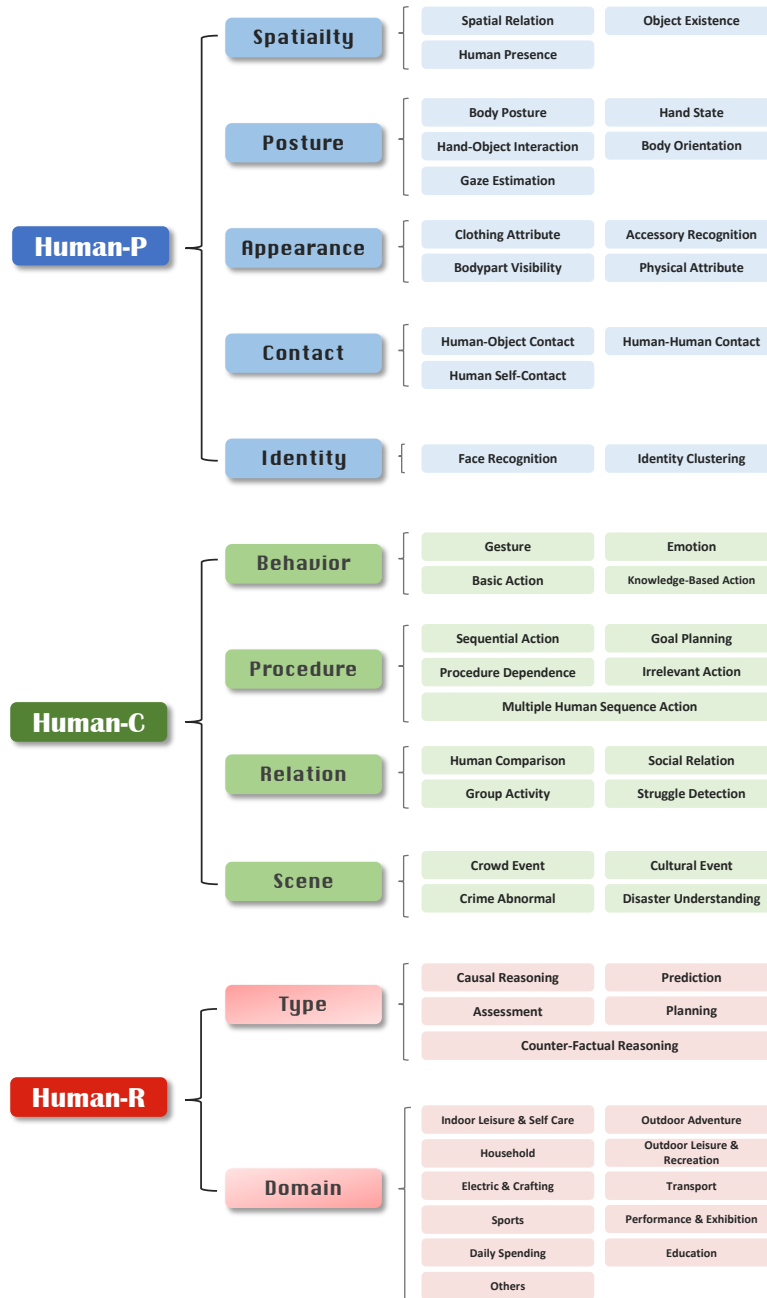 Human-P
Spatiailty
Spatial Relation
Object Existence
Human Presence
Posture
Body Posture
Hand State
Hand-Object Interaction
Body Orientation
Gaze Estimation
Appearance
Clothing Attribute
Accessory Recognition
Bodypart Visibility
Physical Attribute
Contact
Human-Object Contact
Human-Human Contact
Human Self-Contact
Identity
Face Recognition
Identity Clustering
Human-C
Behavior
Gesture
Emotion
Basic Action
Knowledge-Based Action
Procedure
Sequential Action
Goal Planning
Procedure Dependence
Irrelevant Action
Multiple Human Sequence Action
Relation
Human Comparison
Social Relation
Group Activity
Struggle Detection
Scene
Crowd Event
Cultural Event
Crime Abnormal
Disaster Understanding
Human-R
Type
Causal Reasoning
Prediction
Assessment
Planning
Counter-Factual Reasoning
Domain
Indoor Leisure & Self Care
Outdoor Adventure
Household
Outdoor Leisure &
Recreation
Electric & Crafting
Transport
Sports
Performance & Exhibition
Daily Spending
Education
Others